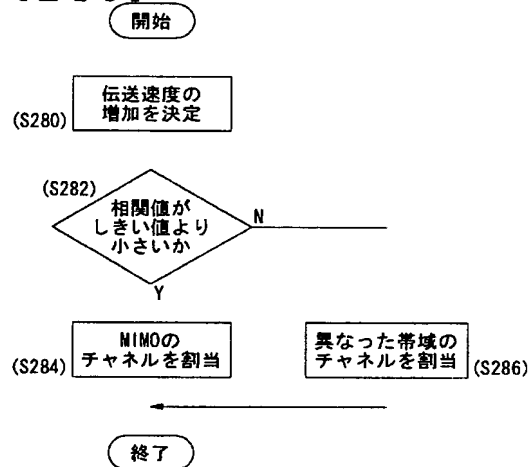 開始
伝送速度の
増加を決定
(S280)
(S282)
相関値が
しきい値より
小さいか
N
Y
MIMOの
チャネルを割当
(S284)
異なった帯域の
チャネルを割当
(S286)
終了